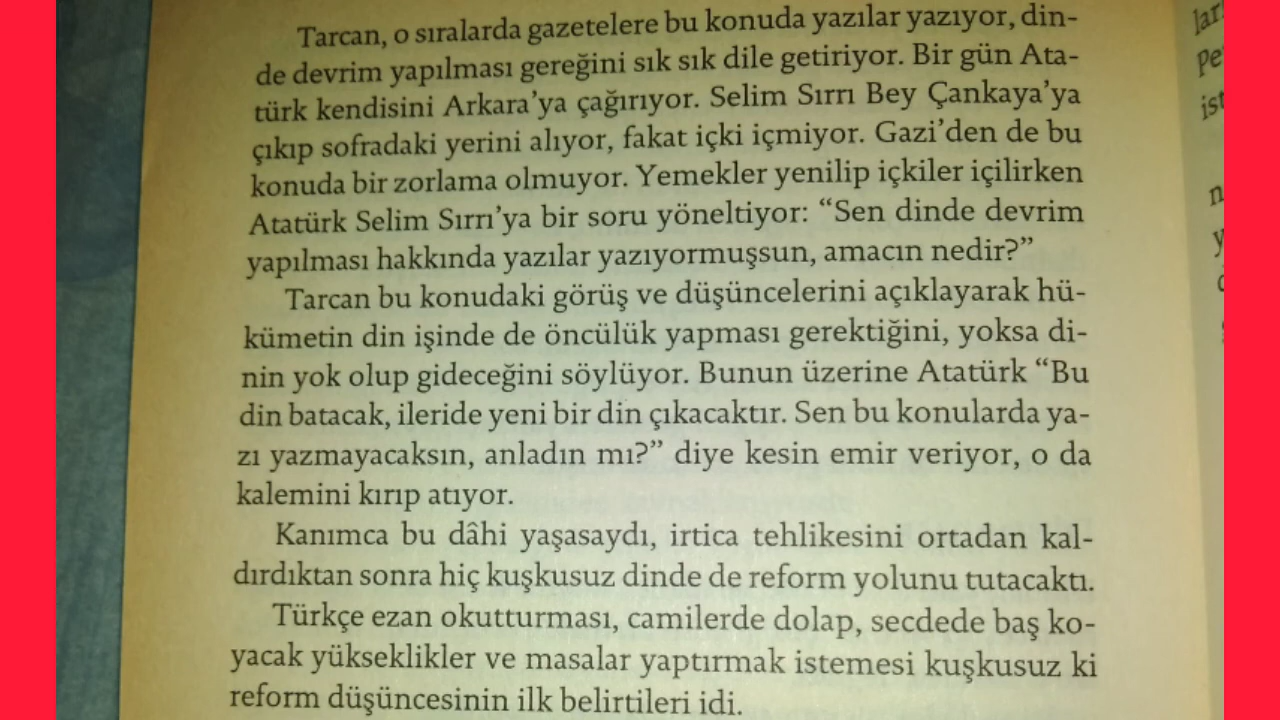 Tarcan, o sıralarda gazetelere bu konuda yazılar yazıyor, din-
de devrim yapılması gereğini sık sık dile getiriyor. Bir gün Ata-
türk kendisini Arkara'ya çağırıyor. Selim Sırrı Bey Çankaya'ya
çıkıp sofradaki yerini alıyor, fakat içki içmiyor. Gazi'den de bu
konuda bir zorlama olmuyor. Yemekler yenilip içkiler içilirken
Atatürk Selim Sırrı'ya bir soru yöneltiyor: “Sen dinde devrim
yapılması hakkında yazılar yazıyormuşsun, amacın nedir?”
Tarcan bu konudaki görüş ve düşüncelerini açıklayarak hü-
kümetin din işinde de öncülük yapması gerektiğini, yoksa di-
nin yok olup gideceğini söylüyor. Bunun üzerine Atatürk “Bu
din batacak, ileride yeni bir din çıkacaktır. Sen bu konularda ya-
zı yazmayacaksın, anladın mı?” diye kesin emir veriyor, o da
kalemini kırıp atıyor.
Kanımca bu dâhi yaşasaydı, irtica tehlikesini ortadan kal-
dırdıktan sonra hiç kuşkusuz dinde de reform yolunu tutacaktı.
Türkçe ezan okutturması, camilerde dolap, secdede baş ko-
yacak yükseklikler ve masalar yaptırmak istemesi kuşkusuz ki
reform düşüncesinin ilk belirtileri idi.